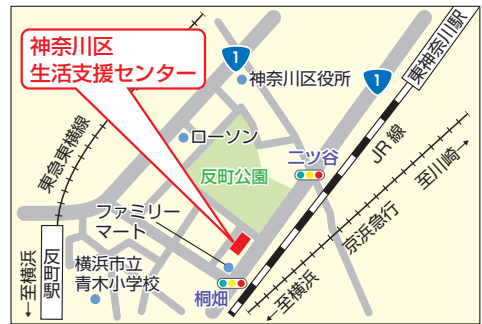 神奈川区
生活支援センター
1
神奈川区役所
1
東神奈川駅
ローソン
東急東横線
反町公園
二ツ谷
JR線
至川崎
ファミリー
マート
京浜急行
至横浜
反町駅
横浜市立
青木小学校
桐畑
至横浜